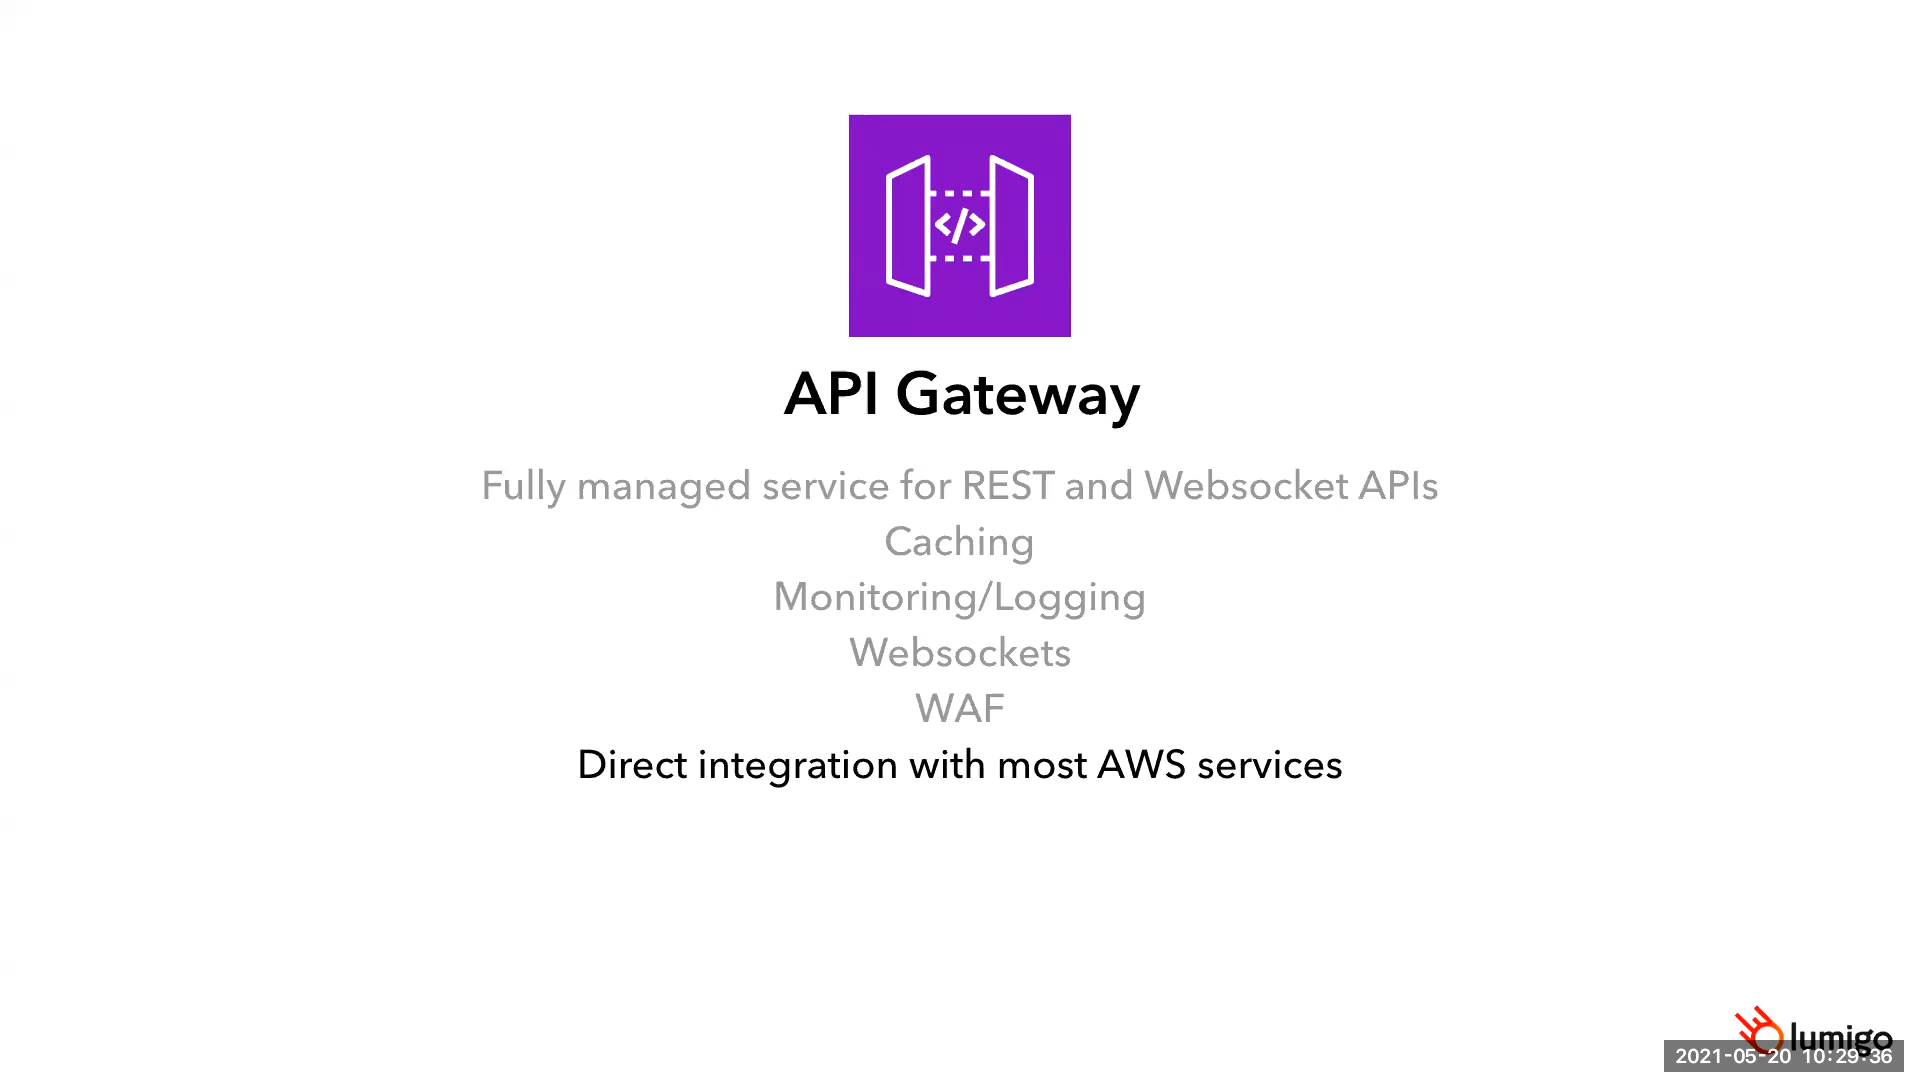 </>
API Gateway
Fully managed service for REST and Websocket APIs
Caching
Monitoring/Logging
Websockets
WAF
Direct integration with most AWS services
lumigo
2021-05-20 10:29:36